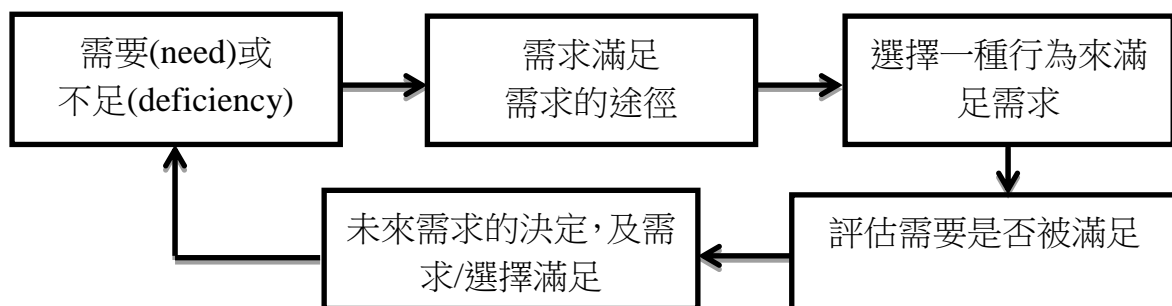 需要(need)或
不足(deficiency)
需求滿足
需求的途徑
選擇一種行為來滿
足需求
評估需要是否被滿足
未來需求的決定，及需
求/選擇滿足